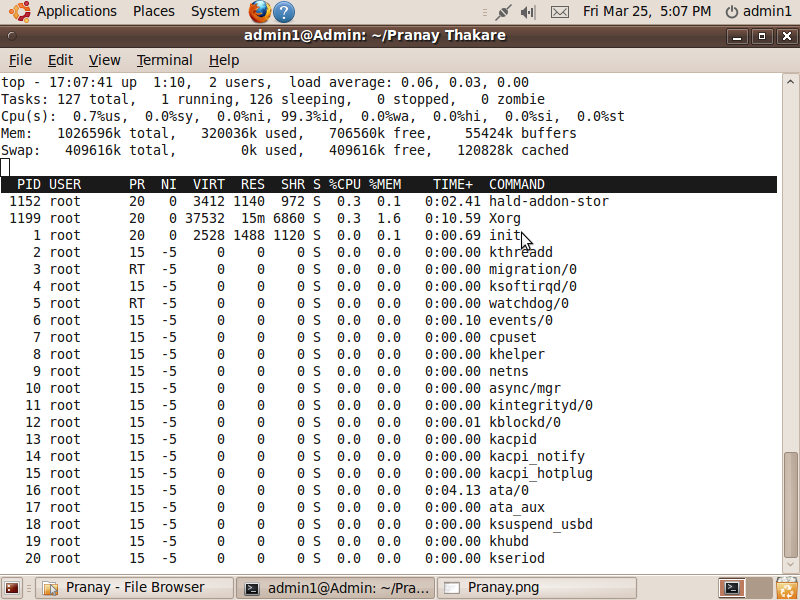 Applications Places System ? Fri Mar 25, 5:07 PM admin1
admin1@Admin: ~/Pranay Thakare
File Edit View Terminal Help
top - 17:07:41 up  1:10,  2 users,  load average: 0.06, 0.03, 0.00
Tasks: 127 total,   1 running, 126 sleeping,   0 stopped,   0 zombie
Cpu(s):  0.7%us,  0.0%sy,  0.0%ni, 99.3%id,  0.0%wa,  0.0%hi,  0.0%si,  0.0%st
Mem:   1026596k total,   320036k used,   706560k free,    55424k buffers
Swap:   409616k total,        0k used,   409616k free,   120828k cached
PID USER      PR  NI  VIRT  RES  SHR S %CPU %MEM    TIME+  COMMAND
1152 root      20   0  3412 1140  972 S  0.3  0.1   0:02.41 hald-addon-stor
1199 root      20   0 37532  15m 6860 S  0.3  1.6   0:10.59 Xorg
1 root      20   0  2528 1488 1120 S  0.0  0.1   0:00.69 init
2 root      15  -5     0    0    0 S  0.0  0.0   0:00.00 kthreadd
3 root      RT  -5     0    0    0 S  0.0  0.0   0:00.00 migration/0
4 root      15  -5     0    0    0 S  0.0  0.0   0:00.00 ksoftirqd/0
5 root      RT  -5     0    0    0 S  0.0  0.0   0:00.00 watchdog/0
6 root      15  -5     0    0    0 S  0.0  0.0   0:00.10 events/0
7 root      15  -5     0    0    0 S  0.0  0.0   0:00.00 cpuset
8 root      15  -5     0    0    0 S  0.0  0.0   0:00.00 khelper
9 root      15  -5     0    0    0 S  0.0  0.0   0:00.00 netns
10 root      15  -5     0    0    0 S  0.0  0.0   0:00.00 async/mgr
11 root      15  -5     0    0    0 S  0.0  0.0   0:00.00 kintegrityd/0
12 root      15  -5     0    0    0 S  0.0  0.0   0:00.01 kblockd/0
13 root      15  -5     0    0    0 S  0.0  0.0   0:00.00 kacpid
14 root      15  -5     0    0    0 S  0.0  0.0   0:00.00 kacpi_notify
15 root      15  -5     0    0    0 S  0.0  0.0   0:00.00 kacpi_hotplug
16 root      15  -5     0    0    0 S  0.0  0.0   0:04.13 ata/0
17 root      15  -5     0    0    0 S  0.0  0.0   0:00.00 ata_aux
18 root      15  -5     0    0    0 S  0.0  0.0   0:00.00 ksuspend_usbd
19 root      15  -5     0    0    0 S  0.0  0.0   0:00.00 khubd
20 root      15  -5     0    0    0 S  0.0  0.0   0:00.00 kseriod
Pranay - File Browser admin1@Admin: ~/Pra... Pranay.png